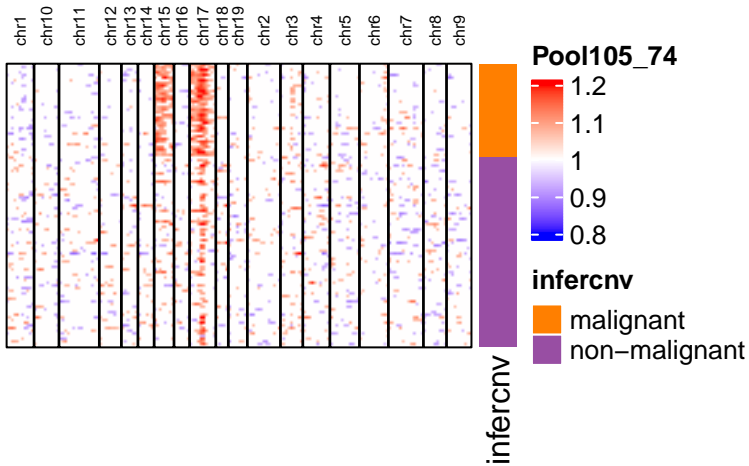 chr1
chr10
chr11
chr12
chr13
chr14
chr15
chr16
chr17
chr18
chr19
chr2
chr3
chr4
chr5
chr6
chr7
chr8
chr9
Pool105_74
1.2
1.1
1
0.9
0.8
infercnv
malignant
non−malignant
infercnv